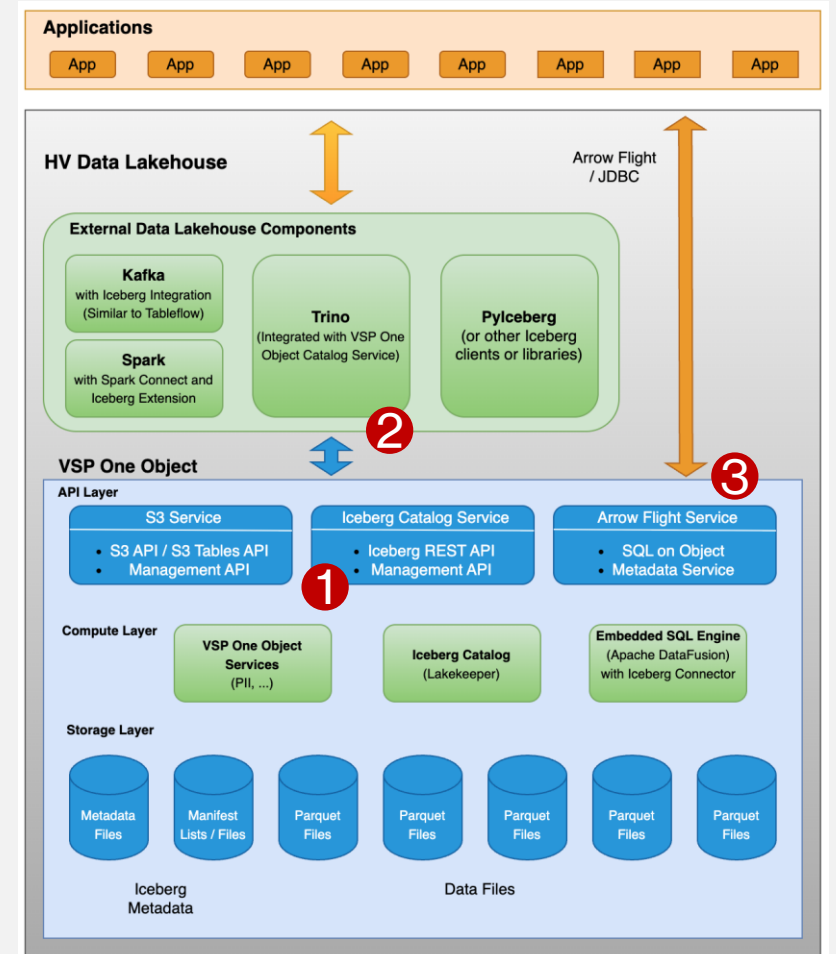 Applications
App
App
App
App
App
App
App
App
HV Data Lakehouse
Arrow Flight
/ JDBC
External Data Lakehouse Components
Kafka
with Iceberg Integration
(Similar to Tableflow)
Spark
with Spark Connect and
Iceberg Extension
Trino
(Integrated with VSP One
Object Catalog Service)
PyIceberg
(or other Iceberg
clients or libraries)
2
3
VSP One Object
API Layer
S3 Service
• S3 API / S3 Tables API
• Management API
Iceberg Catalog Service
• Iceberg REST API
• Management API
Arrow Flight Service
• SQL on Object
• Metadata Service
1
Compute Layer
VSP One Object
Services
(PII, ...)
Iceberg Catalog
(Lakekeeper)
Embedded SQL Engine
(Apache DataFusion)
with Iceberg Connector
Storage Layer
Metadata
Files
Manifest
Lists / Files
Parquet
Files
Parquet
Files
Parquet
Files
Parquet
Files
Parquet
Files
Iceberg
Metadata
Data Files